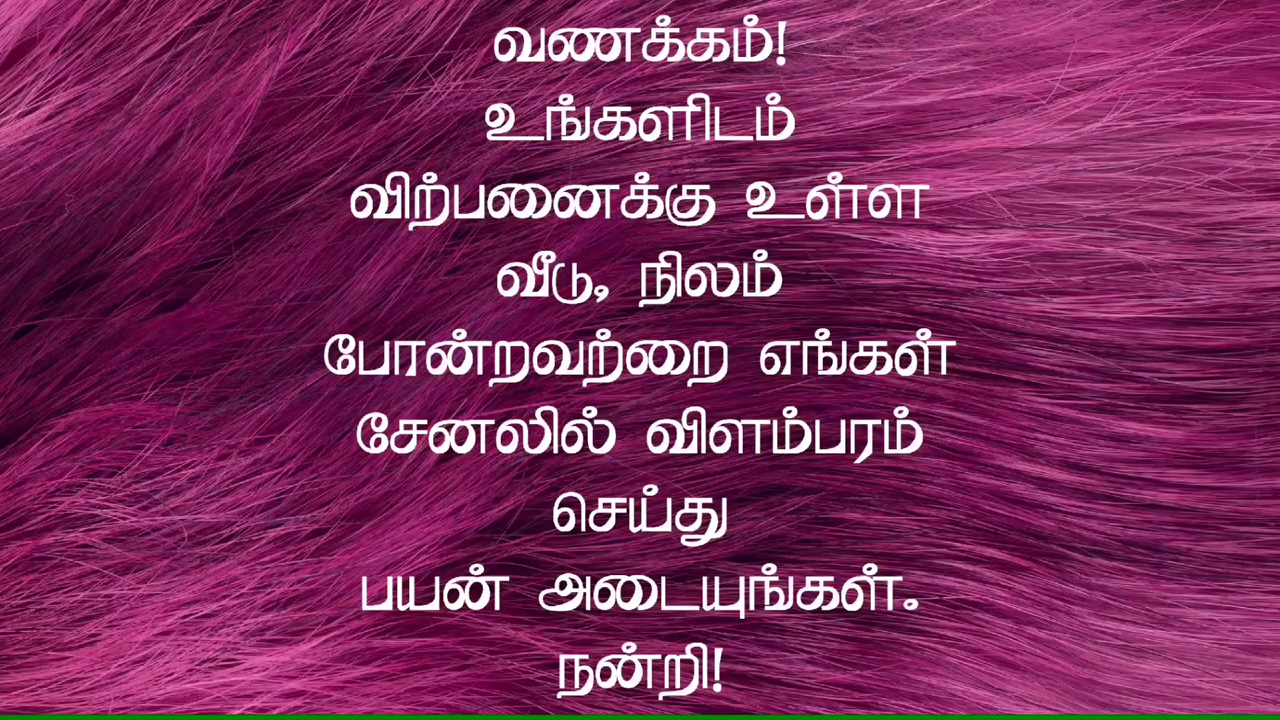 வணக்கம்!
உங்களிடம்
விற்பனைக்கு உள்ள
வீடு, நிலம்
போன்றவற்றை எங்கள்
சேனலில் விளம்பரம்
செய்து
பயன் அடையுங்கள்.
நன்றி!